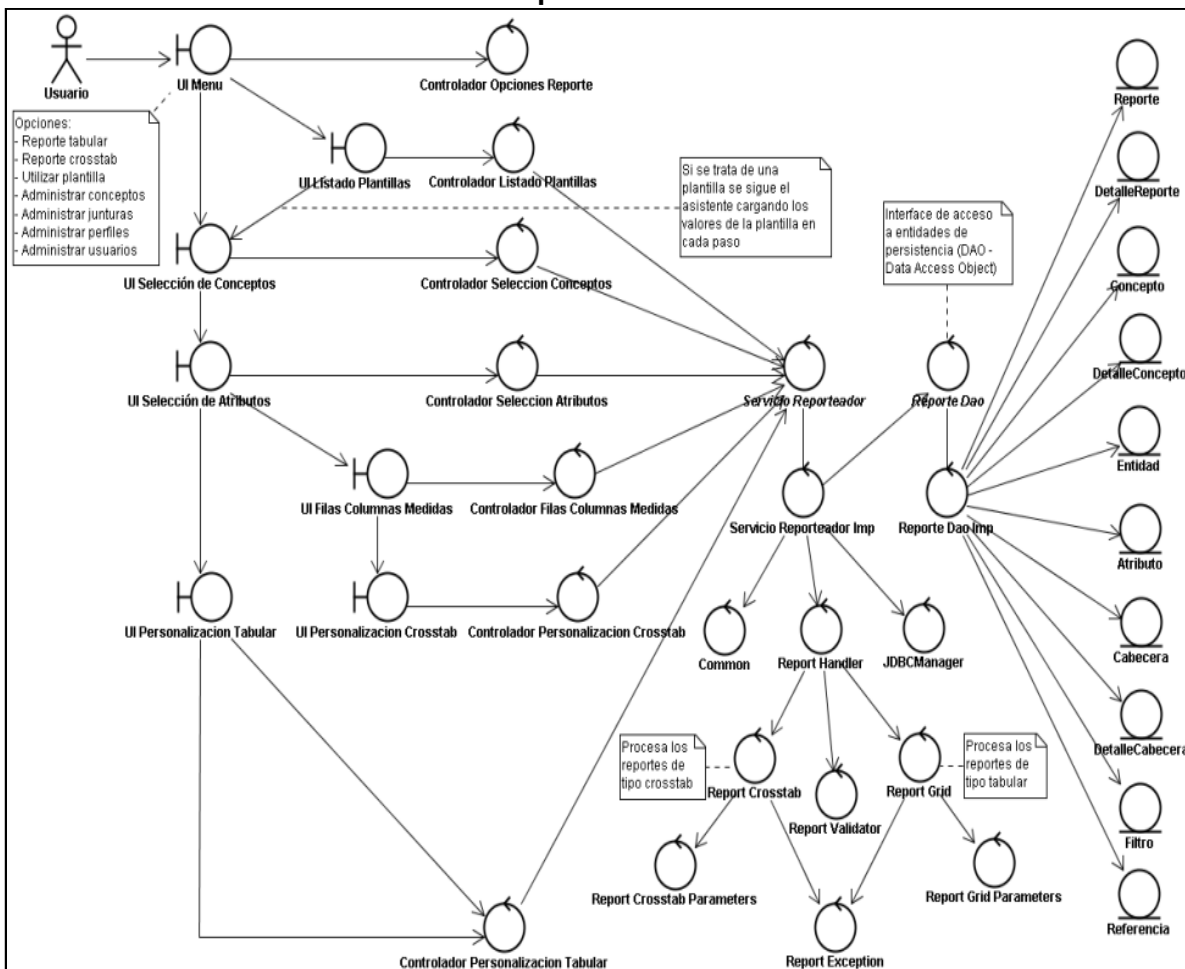 Usuario
UI Menu
Controlador Opciones Reporte
Reporte
Opciones:
- Reporte tabular
- Reporte crosstab
- Utilizar plantilla
- Administrar conceptos
- Administrar junturas
- Administrar perfiles
- Administrar usuarios
UI Listado Plantillas
Controlador Listado Plantillas
Si se trata de una
plantilla se sigue el
asistente cargando los
valores de la plantilla en
cada paso
DetalleReporte
Interface de acceso
a entidades de
persistencia (DAO -
Data Access Object)
UI Selección de Conceptos
Controlador Seleccion Conceptos
Concepto
UI Selección de Atributos
Controlador Seleccion Atributos
Servicio Reporteador
Reporte Dao
DetalleConcepto
Entidad
UI Filas Columnas Medidas
Controlador Filas Columnas Medidas
Servicio Reporteador Imp
Reporte Dao Imp
Atributo
UI Personalizacion Tabular
UI Personalizacion Crosstab
Controlador Personalizacion Crosstab
Common
Report Handler
JDBCManager
Cabecera
DetalleCabecera
Procesa los
reportes de
tipo crosstab
Report Crosstab
Report Validator
Report Grid
Procesa los
reportes de
tipo tabular
Filtro
Report Crosstab Parameters
Report Grid Parameters
Referencia
Controlador Personalizacion Tabular
Report Exception